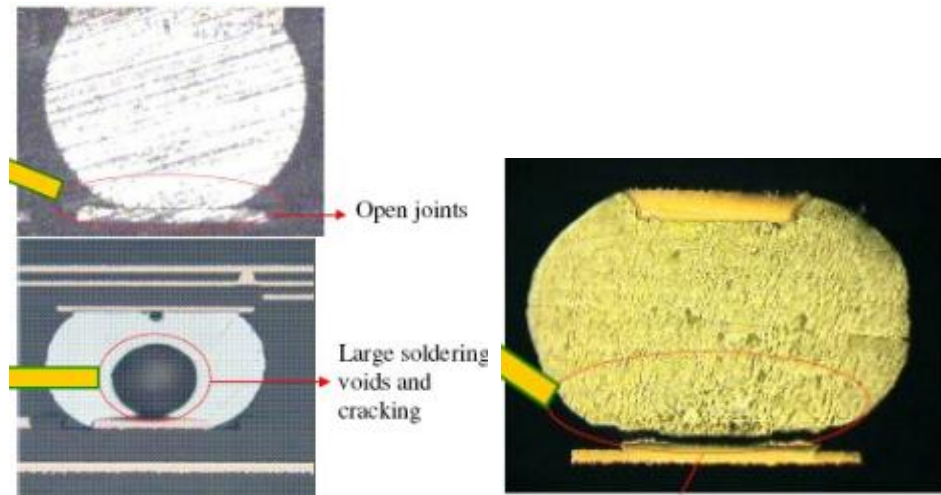 Open joints
Large soldering
voids and
cracking